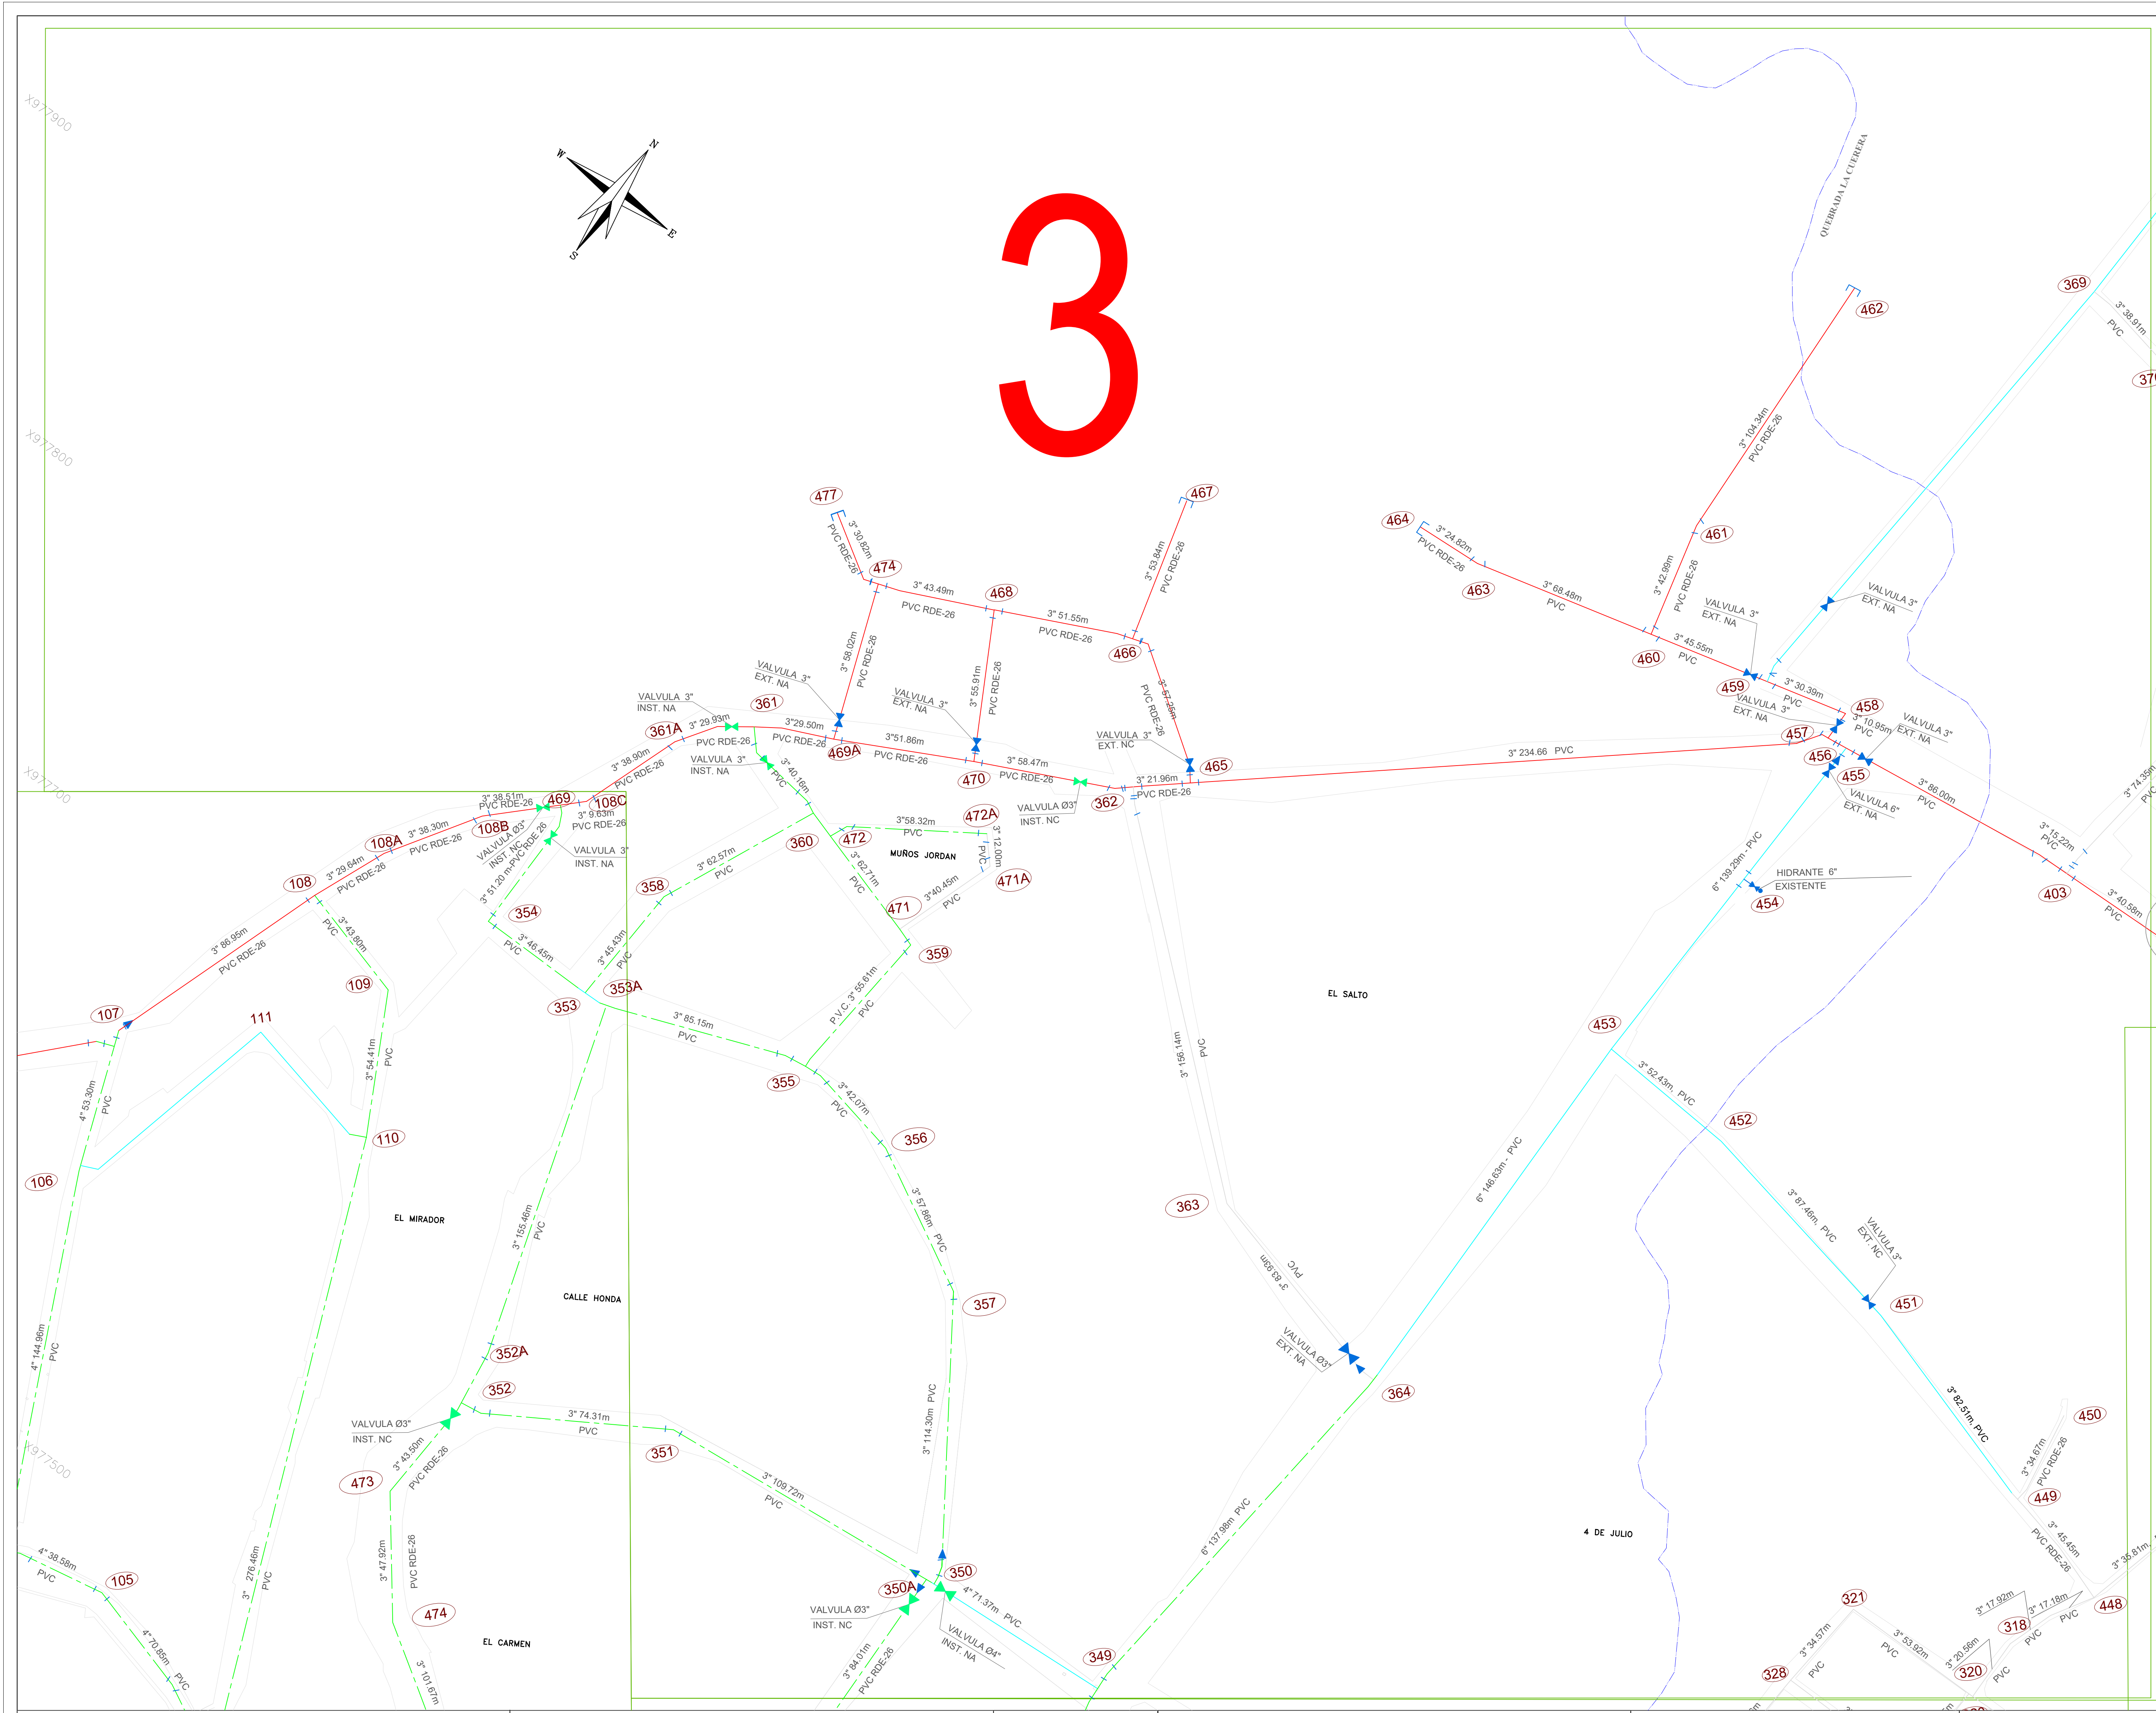 X977900
N
W
E
S
3
QUEBRADA LA CUERERA
369
3" 38.91m
PVC
462
X977800
3" 104.34m
PVC RDE-26
477
3" 30.82m
PVC RDE-26
474
3" 43.49m
PVC RDE-26
468
3" 51.55m
PVC RDE-26
467
3" 53.84m
PVC RDE-26
466
464
3" 24.82m
PVC RDE-26
463
3" 68.48m
PVC
461
3" 42.99m
PVC RDE-26
VALVULA 3"
EXT. NA
VALVULA 3"
EXT. NA
460
3" 45.55m
PVC
459
3" 30.39m
PVC
VALVULA 3"
EXT. NA
458
3" 10.95m
PVC
VALVULA 3"
EXT. NA
457
456
455
3" 58.02m
PVC RDE-26
VALVULA 3"
EXT. NA
3" 55.91m
PVC RDE-26
VALVULA 3"
EXT. NA
3" 57.25m
PVC RDE-26
VALVULA 3"
EXT. NC
465
VALVULA 3"
INST. NA
361
361A
3" 29.93m
PVC RDE-26
3"29.50m
PVC RDE-26
469A
3"51.86m
PVC RDE-26
470
3" 58.47m
PVC RDE-26
362
3" 21.96m
PVC RDE-26
3" 234.66 PVC
VALVULA Ø3"
INST. NC
VALVULA 3"
INST. NA
3" 40.16m
PVC
3" 38.90m
PVC RDE-26
X977700
3" 38.51m
PVC RDE-26
469
108C
3" 9.63m
PVC RDE-26
108B
VALVULA Ø3"
INST. NC
108A
3" 38.30m
PVC RDE-26
3" 51.20 m-PVC RDE 26
VALVULA 3"
INST. NA
3" 29.64m
PVC RDE-26
108
3" 43.80m
PVC
3" 86.95m
PVC RDE-26
109
107
111
354
3" 46.45m
PVC
353
353A
3" 45.43m
PVC
358
3" 62.57m
PVC
360
472
3"58.32m
PVC
472A
3" 12.00m
PVC
MUÑOS JORDAN
471A
3" 62.71m
PVC
471
3"40.45m
PVC
359
P.V.C. 3" 55.61m
PVC
3" 85.15m
PVC
355
3" 42.07m
PVC
356
3" 57.86m PVC
357
3" 114.30m PVC
VALVULA 6"
EXT. NA
3" 86.00m
PVC
3" 74.35m
3" 15.22m
PVC
403
3" 40.58m
PVC
6" 139.29m - PVC
HIDRANTE 6"
EXISTENTE
454
EL SALTO
453
3" 156.14m
PVC
363
3" 83.93m
PVC
VALVULA Ø3"
EXT. NA
364
6" 146.63m - PVC
3" 52.43m, PVC
452
3" 87.46m, PVC
VALVULA 3"
EXT. NC
451
3" 82.51m, PVC
450
3" 34.67m
PVC RDE-26
449
3" 45.45m
PVC RDE-26
3" 35.81m,
448
4 DE JULIO
321
3" 17.92m
3" 17.18m
PVC
318
PVC
3" 53.92m
PVC
3" 20.56m
320
PVC
3" 34.57m
PVC
328
4" 53.30m
PVC
106
3" 54.41m
PVC
110
EL MIRADOR
4" 144.96m
PVC
3" 155.46m
PVC
CALLE HONDA
352A
352
VALVULA Ø3"
INST. NC
3" 43.50m
PVC RDE-26
473
3" 74.31m
PVC
351
3" 109.72m
PVC
X977500
4" 38.58m
PVC
105
4" 70.85m
PVC
3" 276.46m
PVC
3" 47.92m
PVC RDE-26
474
3" 101.67m
EL CARMEN
350
350A
VALVULA Ø3"
INST. NC
3" 84.01m
PVC RDE-26
VALVULA Ø4"
INST. NA
4" 71.37m PVC
349
6" 137.98m PVC